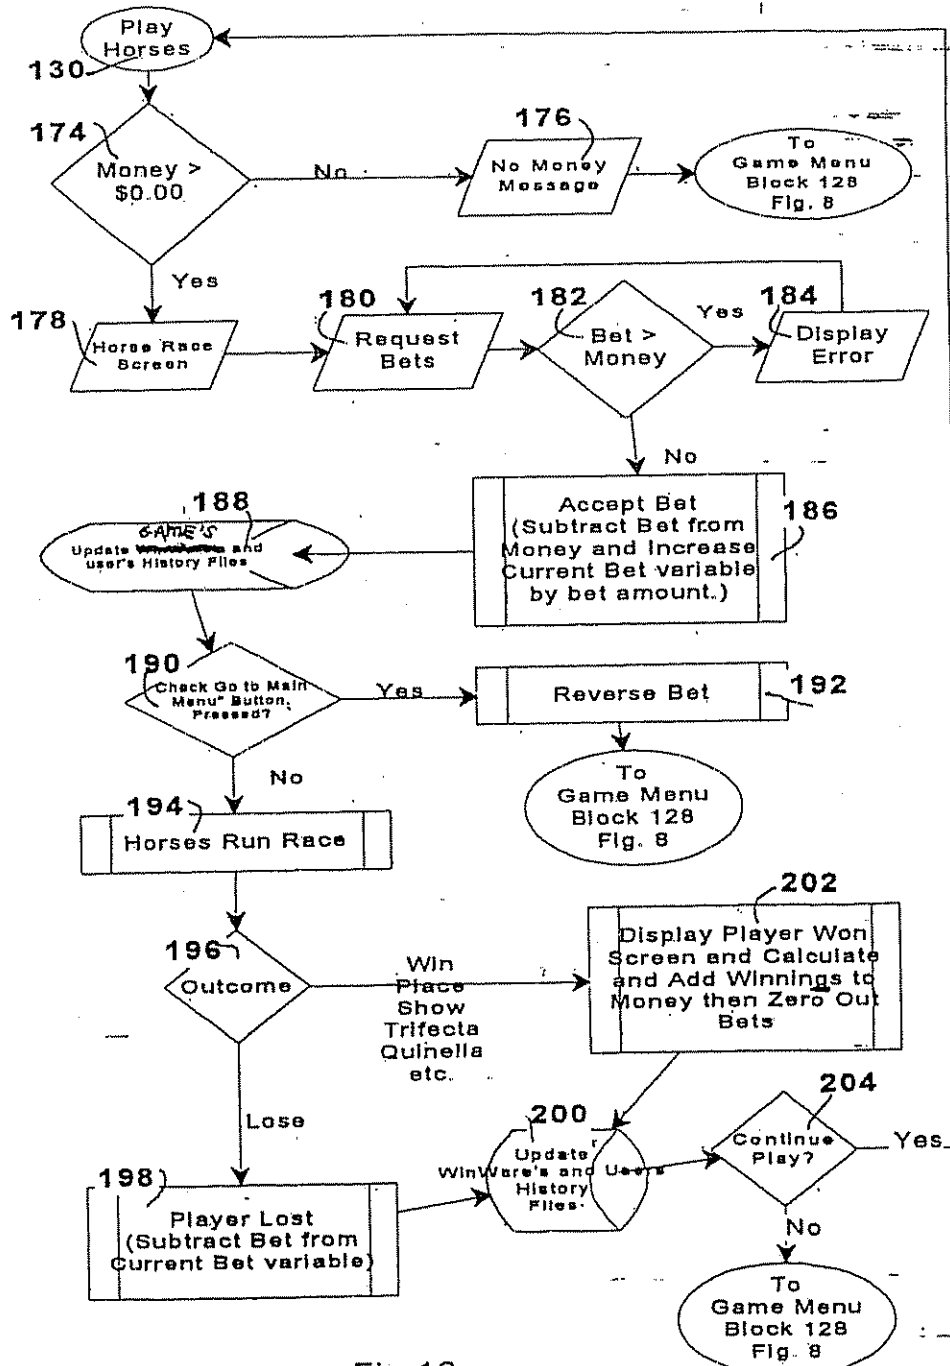 Play
Horses
130
174
Money >
$0.00
No
176
No Money
Message
To
Game Menu
Block 128
Fig. 8
Yes
178
Horse Race
Screen
180
Request
Bets
182
Bet >
Money
Yes
184
Display
Error
No
186
Accept Bet
(Subtract Bet from
Money and Increase
Current Bet variable
by bet amount.)
188
GAME'S
Update and
user's History Files
190
Check Go to Main
Menu" Button
Pressed?
Yes
192
Reverse Bet
To
Game Menu
Block 128
Fig. 8
No
194
Horses Run Race
196
Outcome
Win
Place
Show
Trifecta
Quinella
etc.
202
Display Player Won
Screen and Calculate
and Add Winnings to
Money then Zero Out
Bets
Lose
198
Player Lost
(Subtract Bet from
Current Bet variable)
200
Update
WinWare's and Users
History
Files
204
Continue
Play?
Yes
No
To
Game Menu
Block 128
Fig. 8